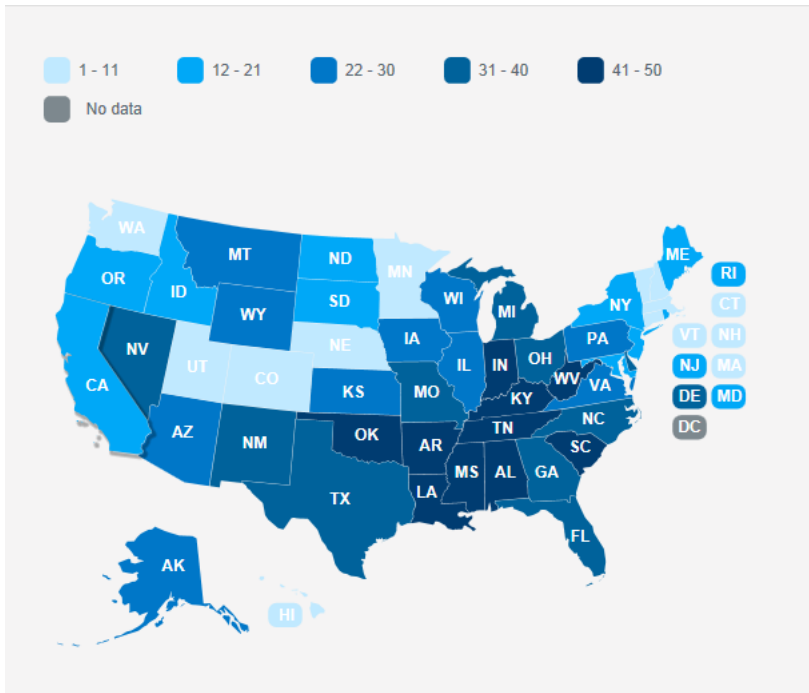 1 - 11 12 - 21 22 - 30 31 - 40 41 - 50
No data
WA
MT ND MN ME
OR ID SD WI MI NY RI
WY CT
NV IA PA VT NH
UT NE IL IN OH NJ MA
CA CO KS MO WV VA DE MD
KY
AZ NM OK AR TN NC DC
SC
MS AL GA
TX LA
FL
AK
HI